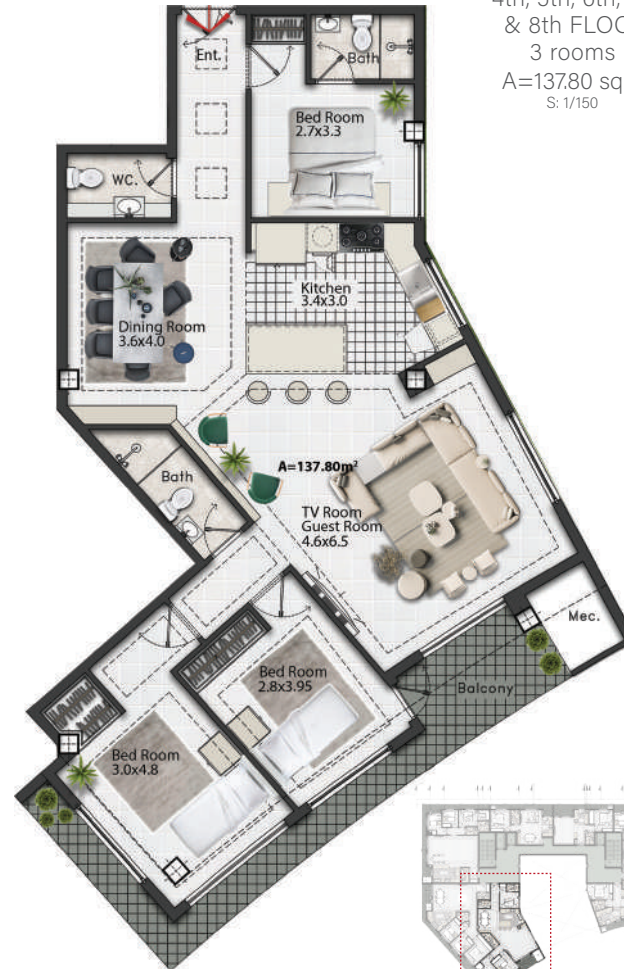 & 8th FLOO
3 rooms
A=137.80 sq
S: 1/150
Ent.
Bath
Bed Room
2.7x3.3
WC.
Kitchen
3.4x3.0
Dining Room
3.6x4.0
A=137.80m²
Bath
TV Room
Guest Room
4.6x6.5
Mec.
Bed Room
2.8x3.95
Balcony
Bed Room
3.0x4.8